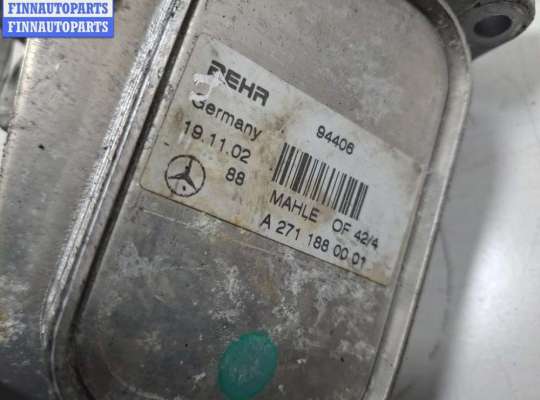 FINNAUTOPARTS
FINNAUTOPARTS
BEHR
Germany
94406
19.11.02
88
MAHLE OF 42/4
A 271 188 00 01